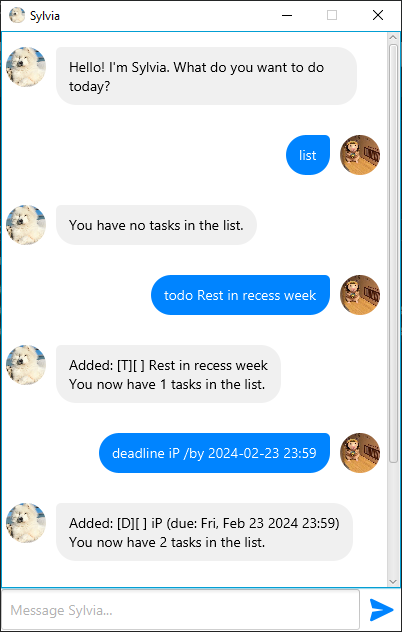 Sylvia
Hello! I'm Sylvia. What do you want to do
today?
list
You have no tasks in the list.
todo Rest in recess week
Added: [T][ ] Rest in recess week
You now have 1 tasks in the list.
deadline iP /by 2024-02-23 23:59
Added: [D][ ] iP (due: Fri, Feb 23 2024 23:59)
You now have 2 tasks in the list.
Message Sylvia...